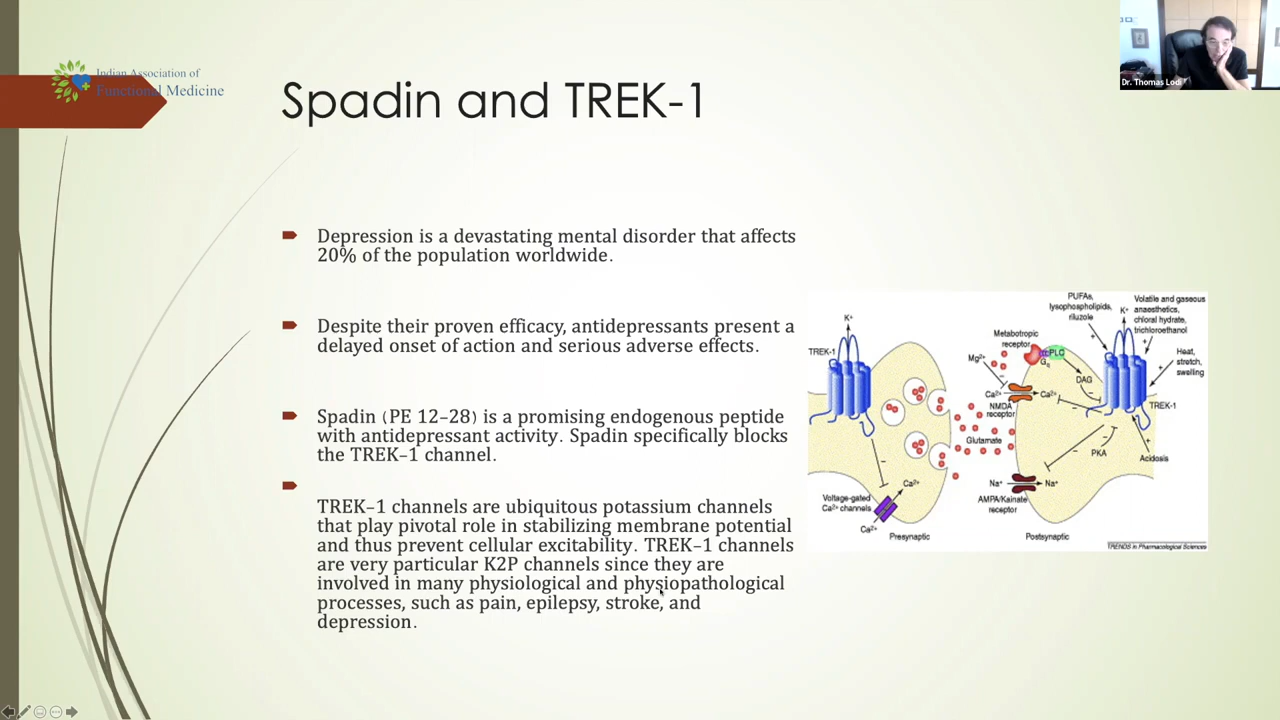 Indian Association of
Functional Medicine
Dr. Thomas Lodi
Spadin and TREK-1
Depression is a devastating mental disorder that affects
20% of the population worldwide.
Despite their proven efficacy, antidepressants present a
delayed onset of action and serious adverse effects.
Spadin (PE 12–28) is a promising endogenous peptide
with antidepressant activity. Spadin specifically blocks
the TREK–1 channel.
TREK–1 channels are ubiquitous potassium channels
that play pivotal role in stabilizing membrane potential
and thus prevent cellular excitability. TREK–1 channels
are very particular K2P channels since they are
involved in many physiological and physiopathological
processes, such as pain, epilepsy, stroke, and
depression.
PUFAs,
lysophospholipids,
riluzole
Volatile and gaseous
anaesthetics,
chloral hydrate,
trichloroethanol
K+
K+
TREK-1
Metabotropic
receptor
PLC
Gq
Mg2+
DAG
Heat,
stretch,
swelling
Ca2+
Ca2+
NMDA
receptor
TREK-1
Glutamate
PKA
Acidosis
Ca2+
Na+
Na+
Voltage-gated
Ca2+ channels
AMPA/Kainate
receptor
Ca2+
Presynaptic
Postsynaptic
TRENDS in Pharmacological Sciences